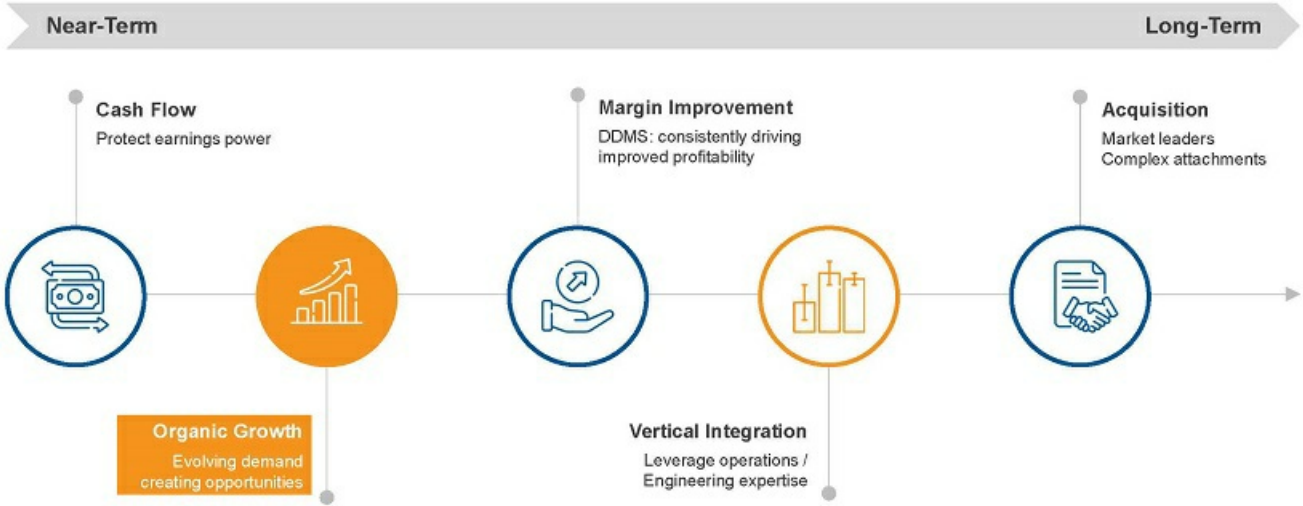 Near-Term
Long-Term
Cash Flow
Protect earnings power
Margin Improvement
DDMS: consistently driving
improved profitability
Acquisition
Market leaders
Complex attachments
Organic Growth
Evolving demand
creating opportunities
Vertical Integration
Leverage operations /
Engineering expertise